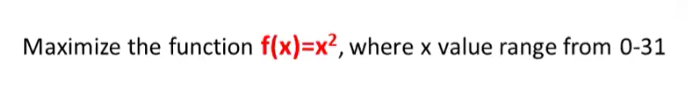 Maximize the function f(x)=x², where x value range from 0-31